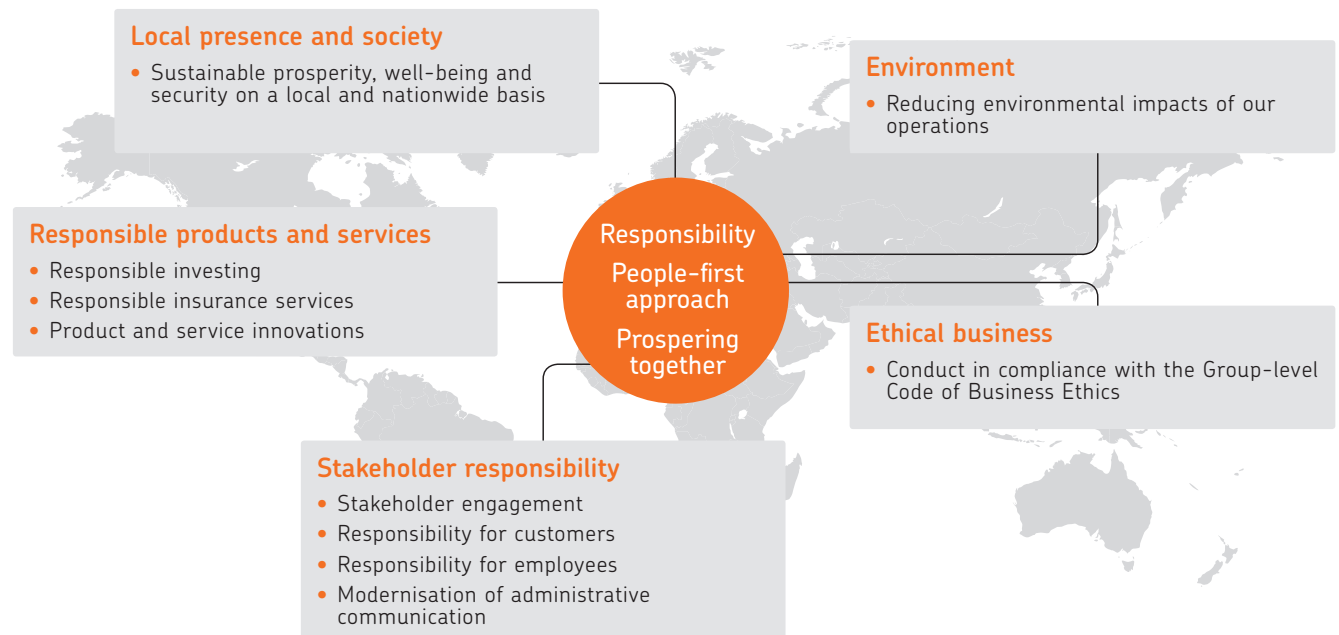 Local presence and society
• Sustainable prosperity, well-being and
security on a local and nationwide basis
Environment
• Reducing environmental impacts of our
operations
Responsible products and services
• Responsible investing
• Responsible insurance services
• Product and service innovations
Responsibility
People-first
approach
Prospering
together
Ethical business
• Conduct in compliance with the Group-level
Code of Business Ethics
Stakeholder responsibility
• Stakeholder engagement
• Responsibility for customers
• Responsibility for employees
• Modernisation of administrative
communication